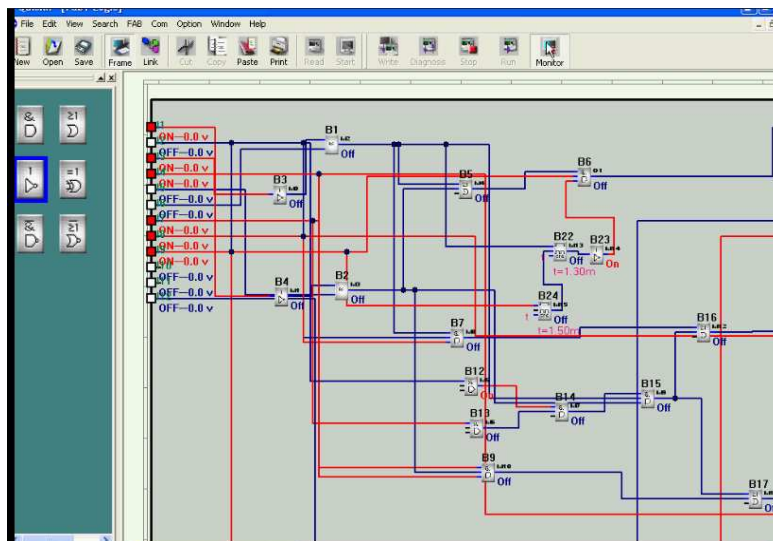 File Edit View Search FAB Com Option Window Help
New Open Save Frame Link Cut Copy Paste Print Read Start Write Diagnosis Stop Run Monitor
& ≥1
1 =1
& ≥1
ON--0.0 v
OFF--0.0 v
ON--0.0 v
ON--0.0 v
OFF--0.0 v
OFF--0.0 v
ON--0.0 v
ON--0.0 v
ON--0.0 v
OFF--0.0 v
OFF--0.0 v
OFF--0.0 v
B1
Off
B3
Off
B5
Off
B6
Off
B22
Off
t=1.30m
B23
On
B4
Off
B2
Off
B24
Off
t
t=1.50m
B7
Off
B16
Off
B12
On
B14
Off
B15
Off
B13
Off
B9
Off
B17